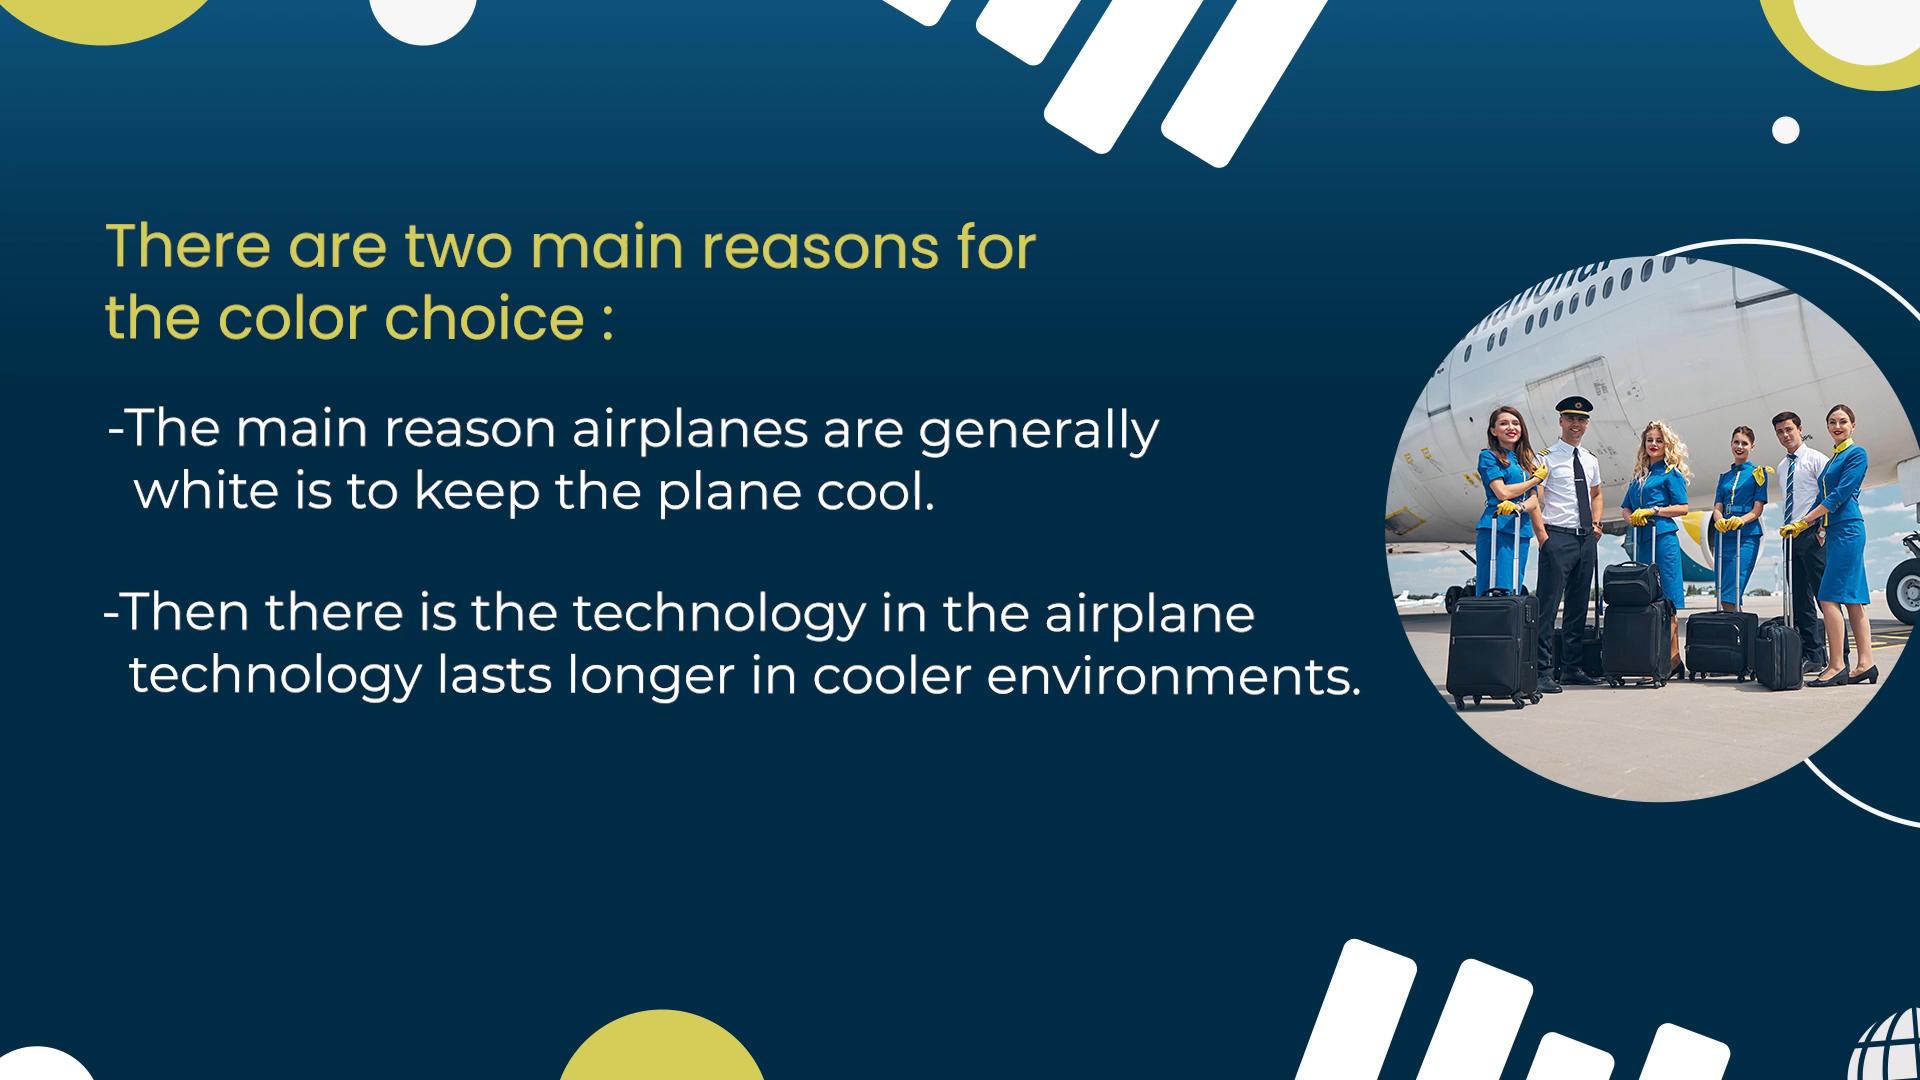 There are two main reasons for
the color choice :
-The main reason airplanes are generally
white is to keep the plane cool.
-Then there is the technology in the airplane
technology lasts longer in cooler environments.